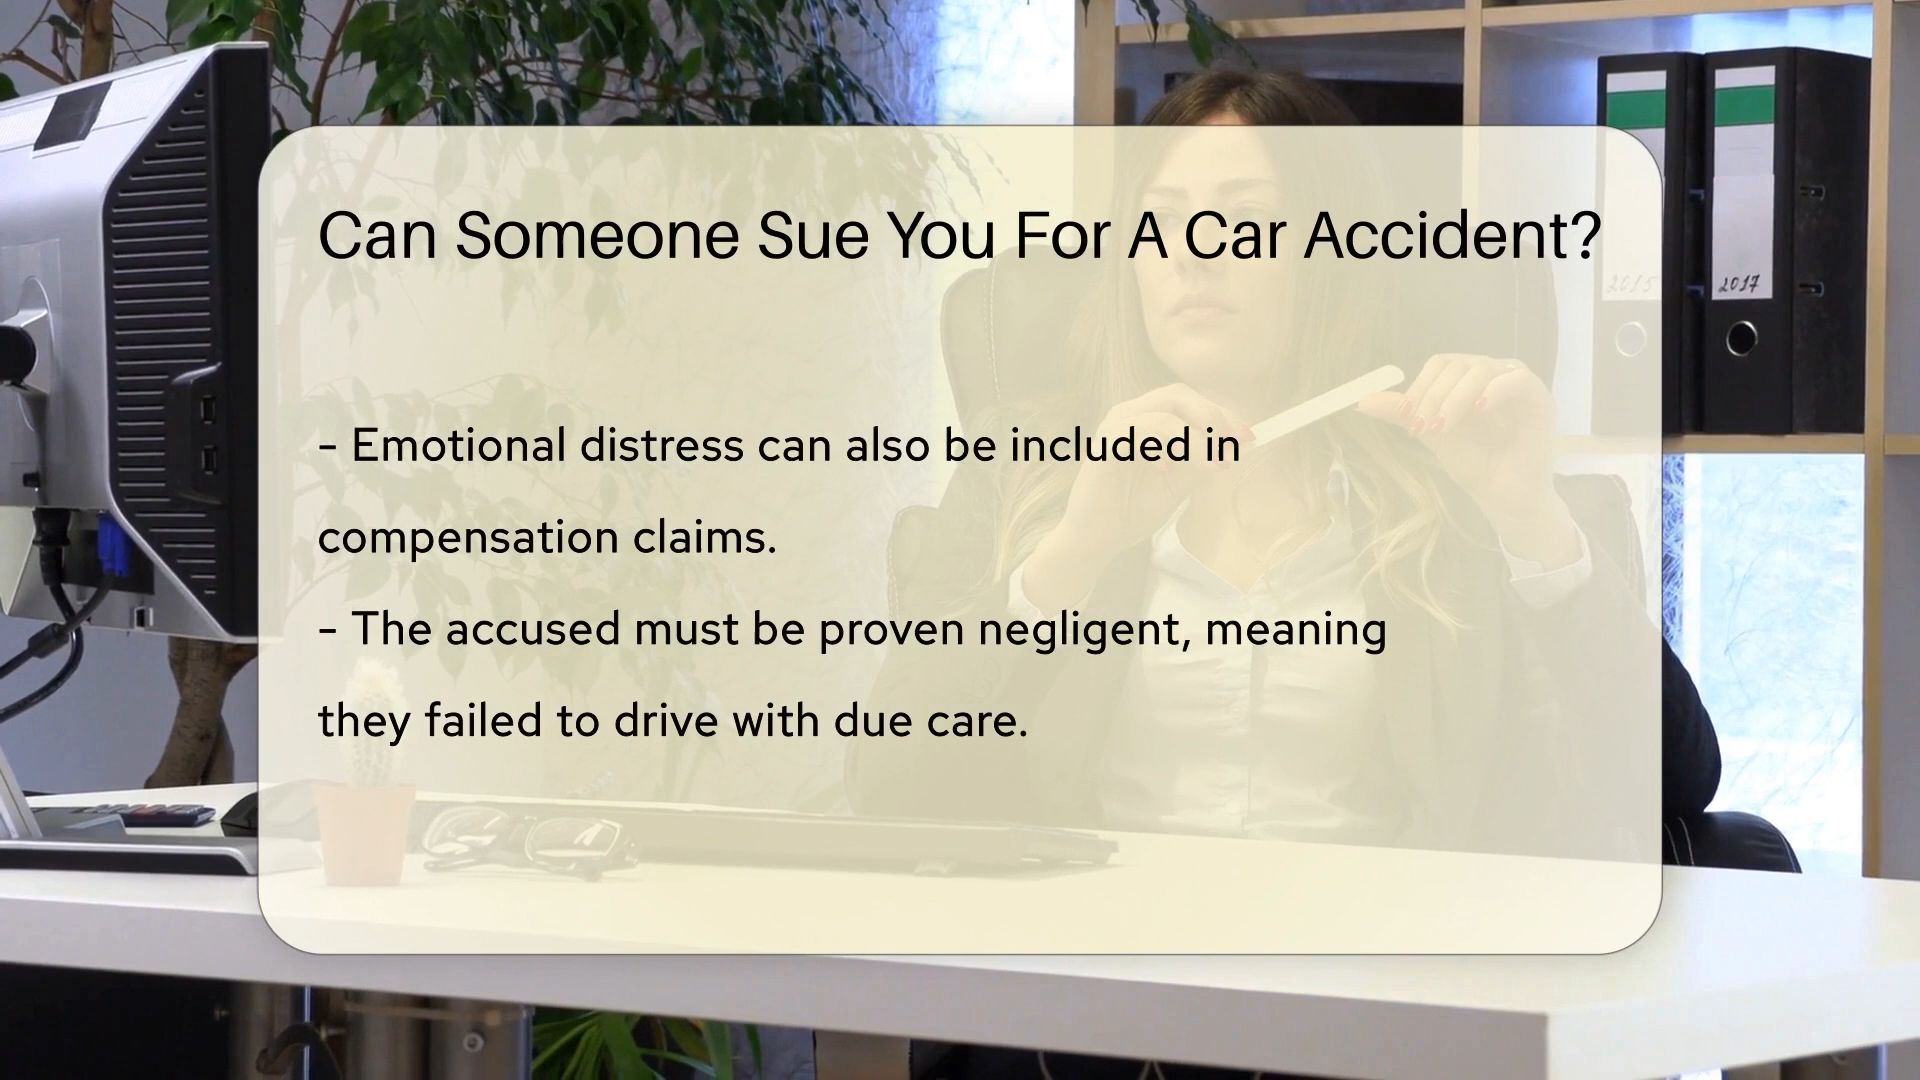 Can Someone Sue You For A Car Accident?
2015
2017
- Emotional distress can also be included in
compensation claims.
- The accused must be proven negligent, meaning
they failed to drive with due care.